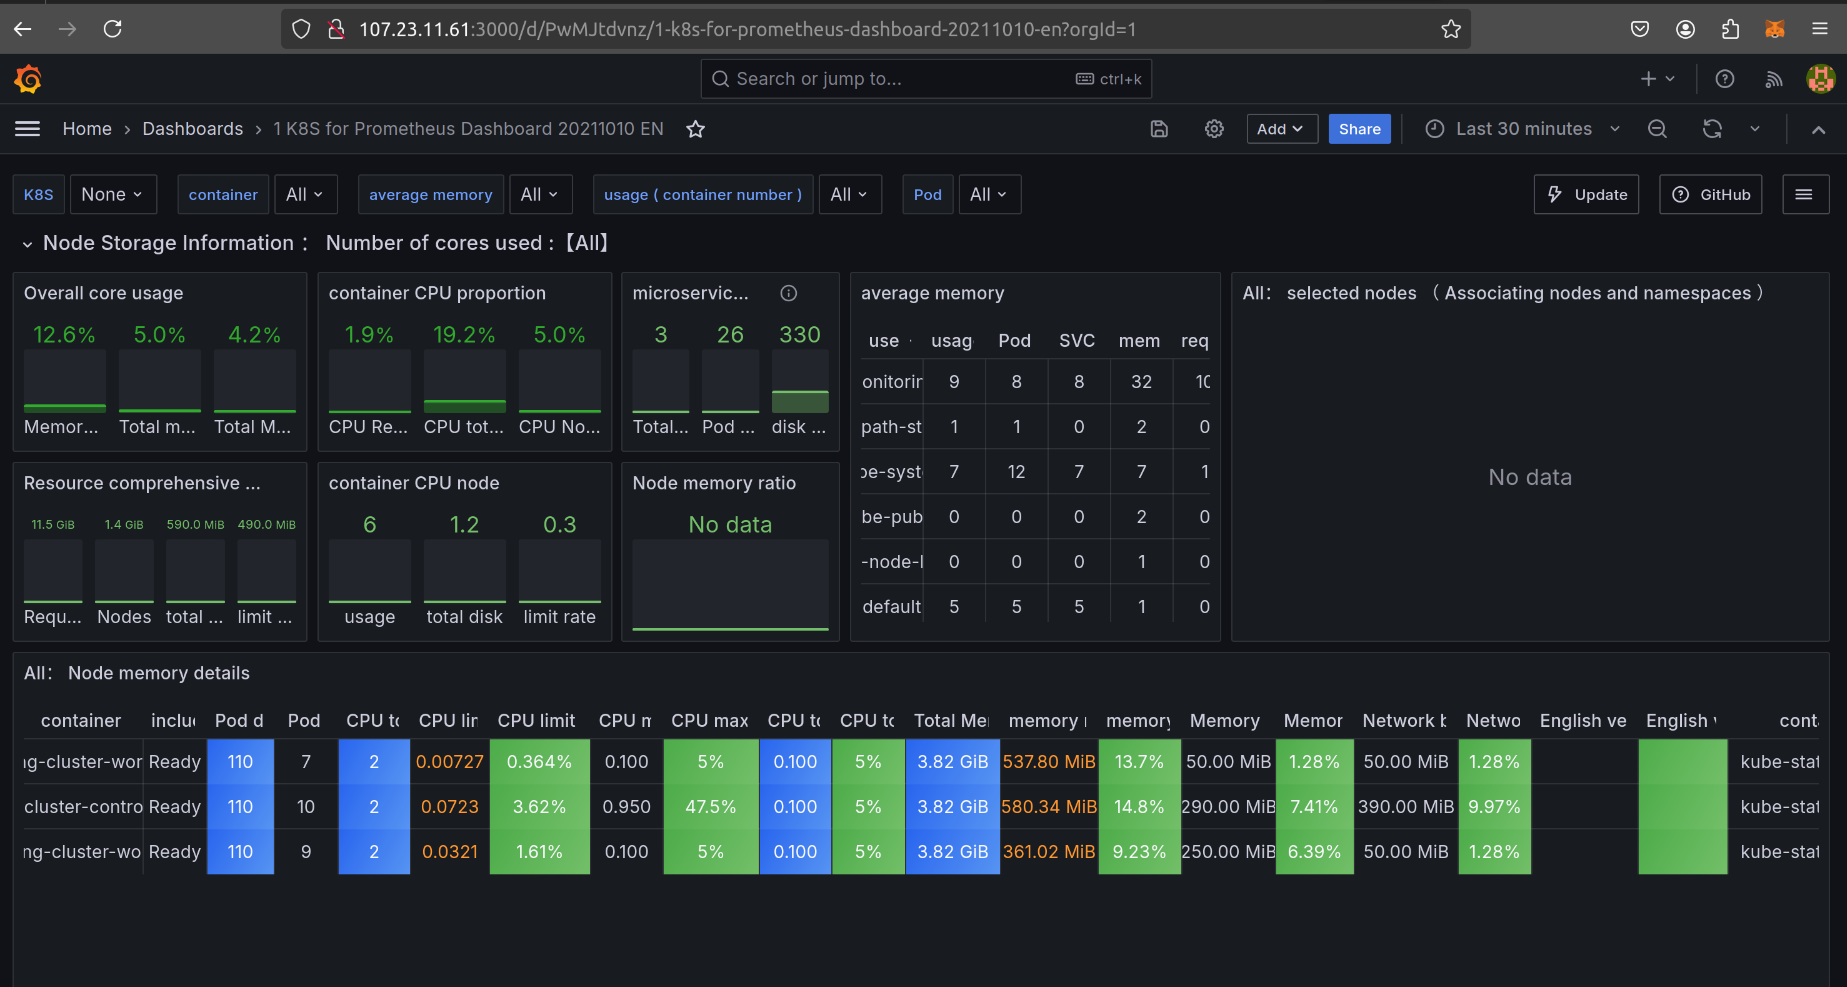 107.23.11.61:3000/d/PwMJtdvnz/1-k8s-for-prometheus-dashboard-20211010-en?orgId=1
Search or jump to... ctrl+k
Home › Dashboards › 1 K8S for Prometheus Dashboard 20211010 EN
Add Share Last 30 minutes
K8S None container All average memory All usage ( container number ) All Pod All Update GitHub
Node Storage Information： Number of cores used :【All】
Overall core usage
12.6% 5.0% 4.2%
Memor... Total m... Total M...
container CPU proportion
1.9% 19.2% 5.0%
CPU Re... CPU tot... CPU No...
microservic...
3 26 330
Total... Pod ... disk ...
Resource comprehensive ...
11.5 GiB 1.4 GiB 590.0 MiB 490.0 MiB
Requ... Nodes total ... limit ...
container CPU node
6 1.2 0.3
usage total disk limit rate
Node memory ratio
No data
average memory
use usag Pod SVC mem req
onitorir 9 8 8 32 10
path-st 1 1 0 2 0
be-syst 7 12 7 7 1
be-pub 0 0 0 2 0
-node-l 0 0 0 1 0
default 5 5 5 1 0
All： selected nodes （ Associating nodes and namespaces ）
No data
All： Node memory details
container inclu Pod d Pod CPU to CPU lin CPU limit CPU m CPU max CPU to CPU to Total Me memory memory Memory Memor Network b Netwo English ve English v cont
ng-cluster-wor Ready 110 7 2 0.00727 0.364% 0.100 5% 0.100 5% 3.82 GiB 537.80 MiB 13.7% 50.00 MiB 1.28% 50.00 MiB 1.28% kube-stat
cluster-contro Ready 110 10 2 0.0723 3.62% 0.950 47.5% 0.100 5% 3.82 GiB 580.34 MiB 14.8% 290.00 MiB 7.41% 390.00 MiB 9.97% kube-stat
ng-cluster-wo Ready 110 9 2 0.0321 1.61% 0.100 5% 0.100 5% 3.82 GiB 361.02 MiB 9.23% 250.00 MiB 6.39% 50.00 MiB 1.28% kube-stat